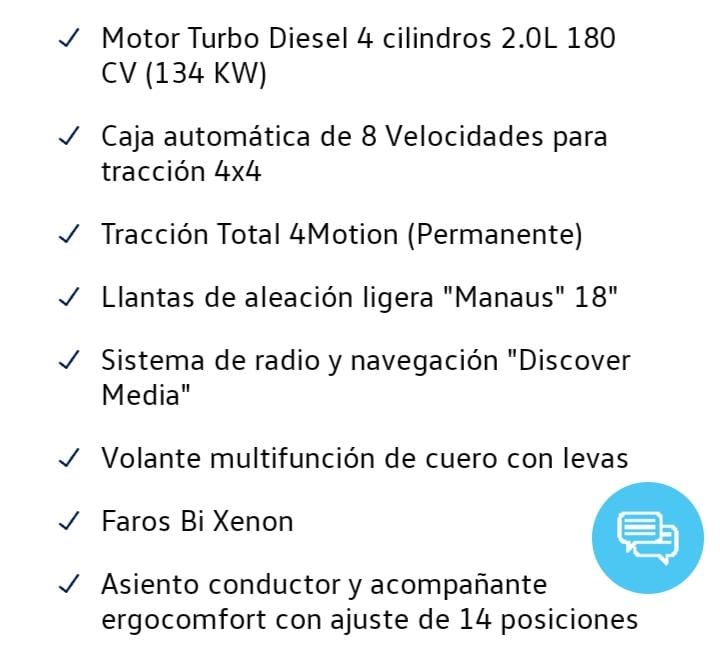 Motor Turbo Diesel 4 cilindros 2.0L 180
CV (134 KW)
Caja automática de 8 Velocidades para
tracción 4x4
Tracción Total 4Motion (Permanente)
Llantas de aleación ligera "Manaus" 18"
Sistema de radio y navegación "Discover
Media"
Volante multifunción de cuero con levas
Faros Bi Xenon
Asiento conductor y acompañante
ergocomfort con ajuste de 14 posiciones